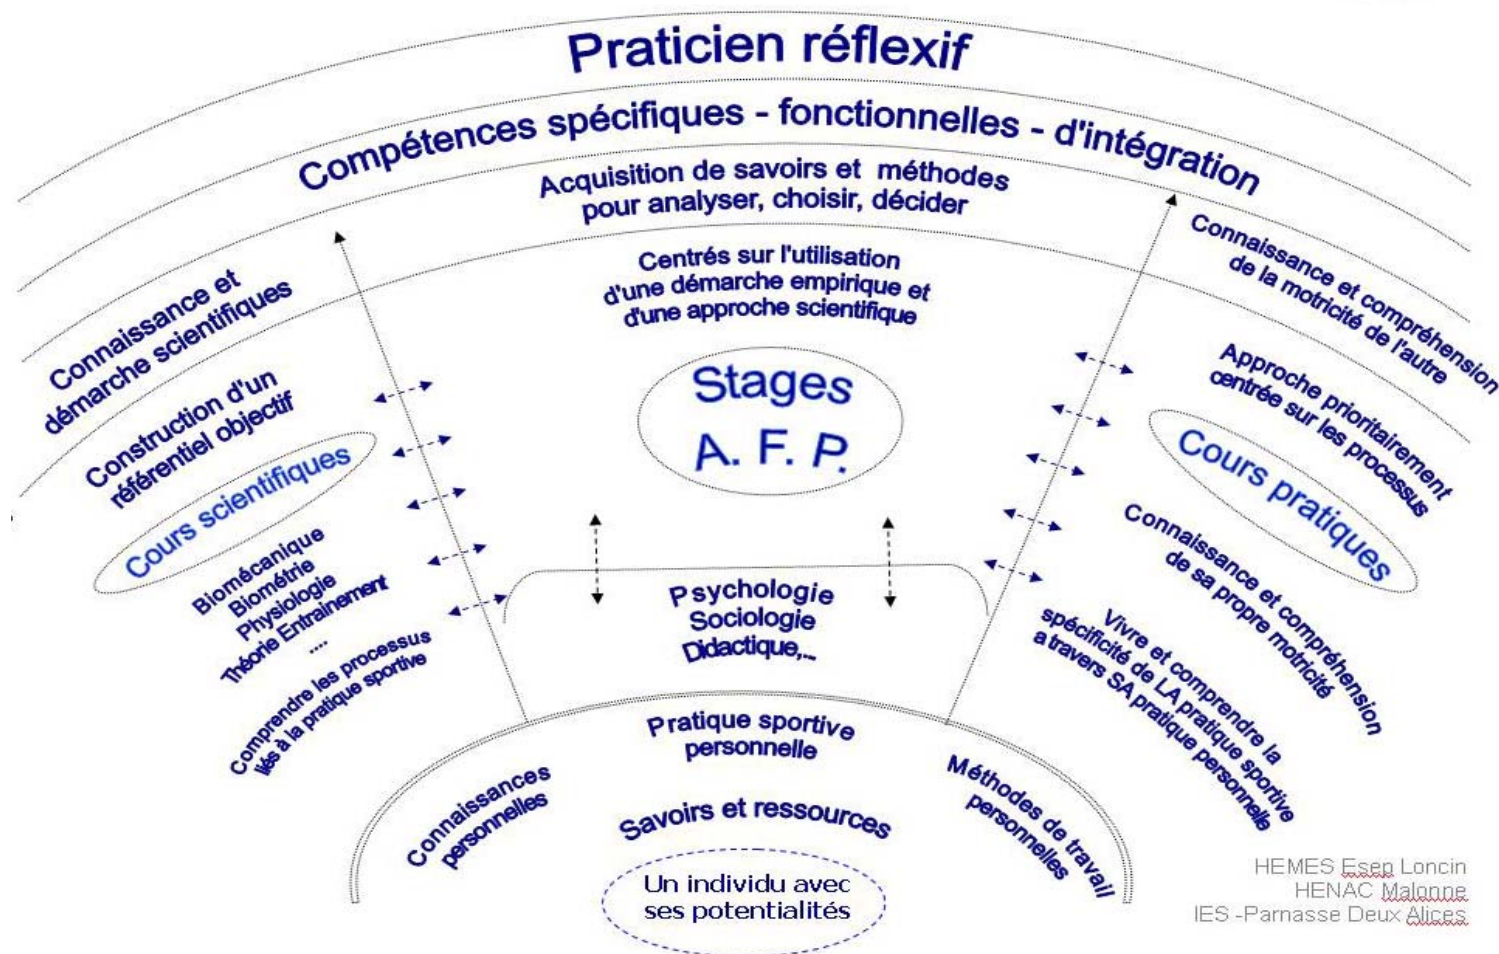 Praticien réflexif
Compétences spécifiques - fonctionnelles - d'intégration
Acquisition de savoirs et méthodes
pour analyser, choisir, décider
Connaissance et
démarche scientifiques
Construction d'un
référentiel objectif
Cours scientifiques
Biomécanique
Biométrie
Physiologie
Théorie Entrainement
....
Comprendre les processus
liés à la pratique sportive
Centrés sur l'utilisation
d'une démarche empirique et
d'une approche scientifique
Stages
A. F. P.
Psychologie
Sociologie
Didactique,...
Connaissance et compréhension
de la motricité de l'autre
Approche prioritairement
centrée sur les processus
Cours pratiques
Connaissance et compréhension
de sa propre motricité
Vivre et comprendre la
spécificité de LA pratique sportive
a travers SA pratique personnelle
Pratique sportive
personnelle
Connaissances
personnelles
Savoirs et ressources
Méthodes de travail
personnelles
Un individu avec
ses potentialités
HEMES Esep Loncin
HENAC Malonne
IES -Parnasse Deux Alices